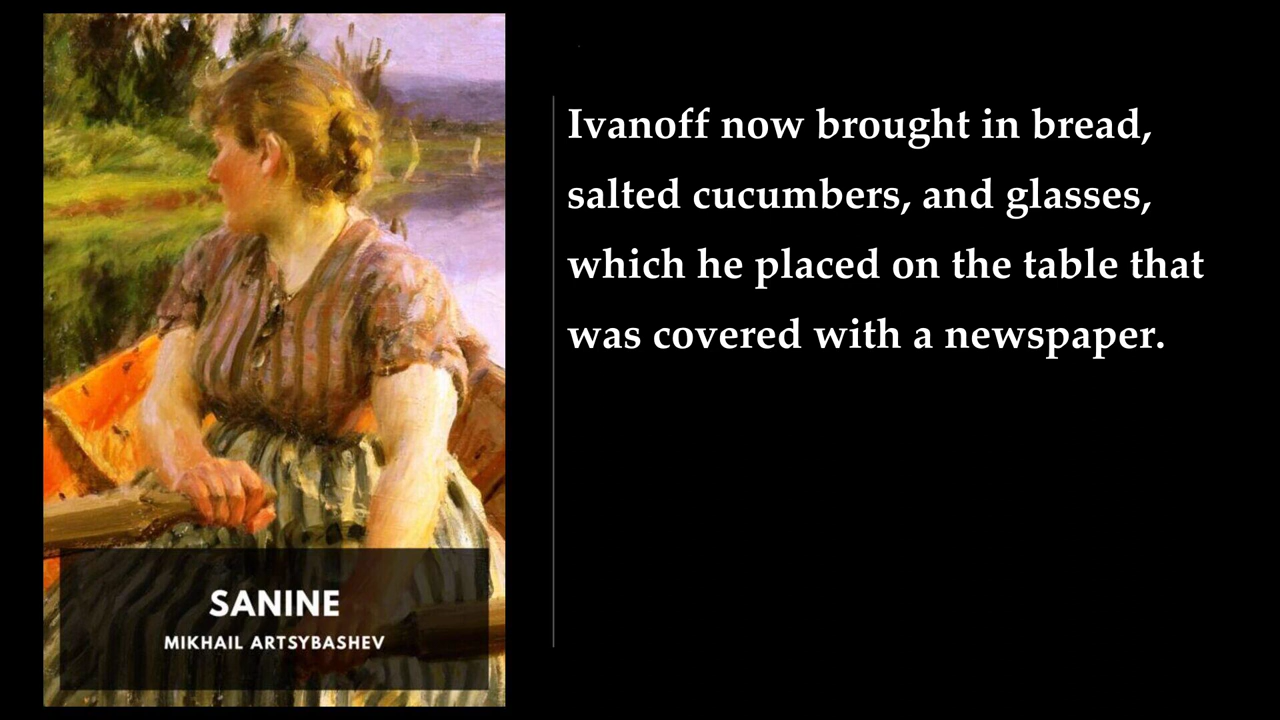 SANINE
MIKHAIL ARTSYBASHEV
Ivanoff now brought in bread,
salted cucumbers, and glasses,
which he placed on the table that
was covered with a newspaper.